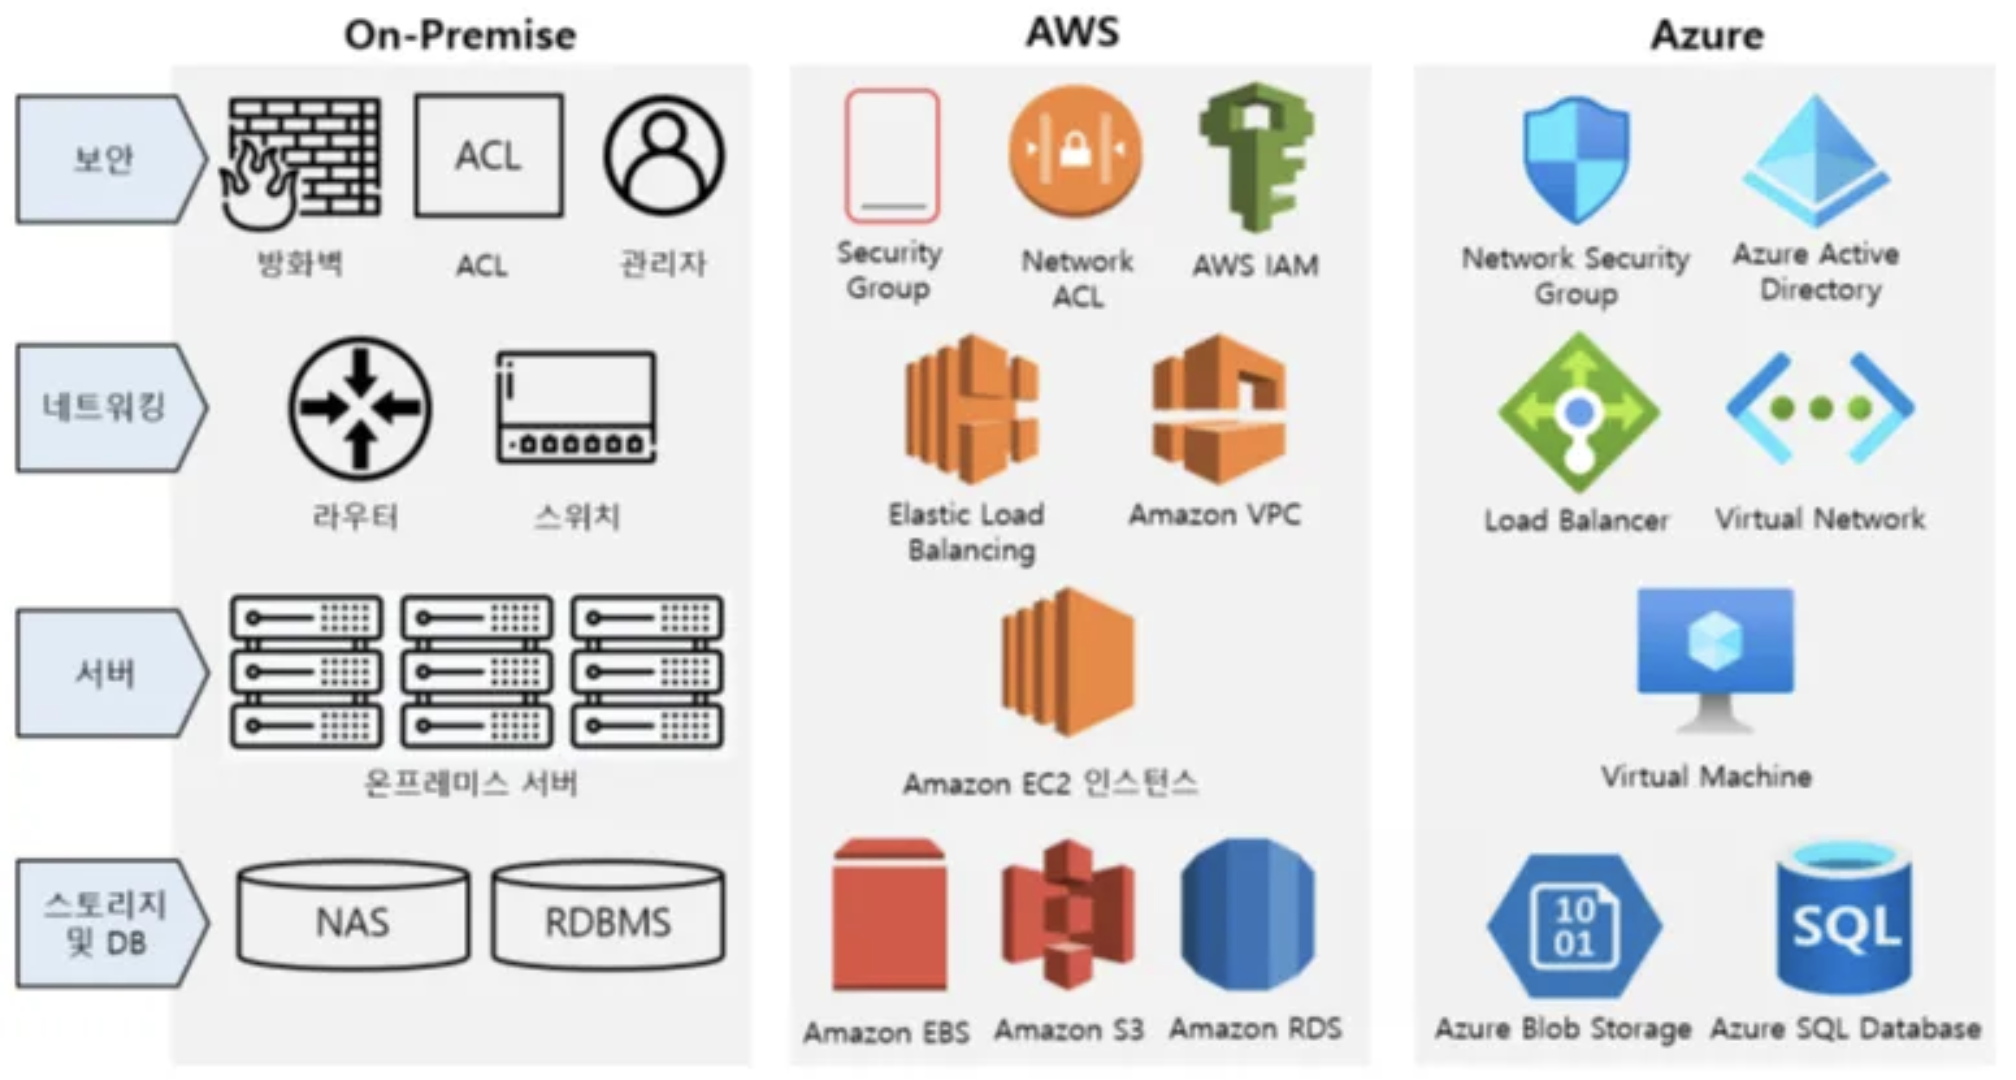 On-Premise
AWS
Azure
보안
ACL
방화벽
ACL
관리자
Security
Group
Network
ACL
AWS IAM
Network Security
Group
Azure Active
Directory
네트워킹
라우터
스위치
Elastic Load
Balancing
Amazon VPC
Load Balancer
Virtual Network
서버
온프레미스 서버
Amazon EC2 인스턴스
Virtual Machine
스토리지
및 DB
NAS
RDBMS
Amazon EBS
Amazon S3
Amazon RDS
10
01
Azure Blob Storage
SQL
Azure SQL Database